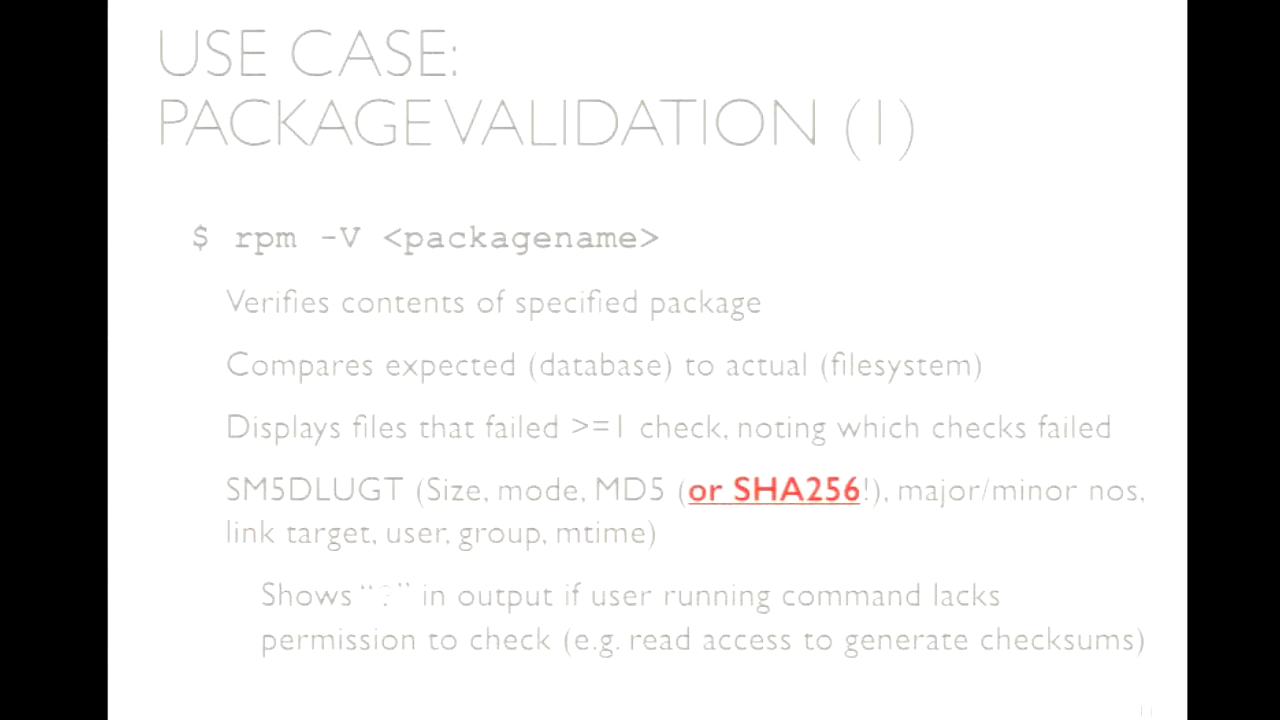 USE CASE:
PACKAGE VALIDATION (1)
$ rpm -V <packagename>
Verifies contents of specified package
Compares expected (database) to actual (filesystem)
Displays files that failed >=1 check, noting which checks failed
SM5DLUGT (Size, mode, MD5 (or SHA256!), major/minor nos,
link target, user, group, mtime)
Shows “?” in output if user running command lacks
permission to check (e.g. read access to generate checksums)